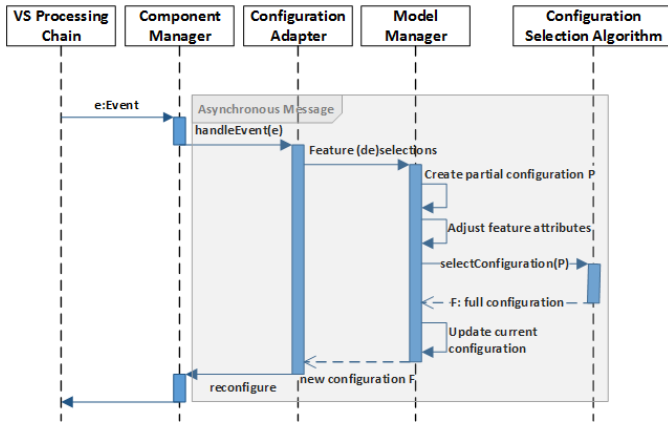 VS Processing
Chain
Component
Manager
Configuration
Adapter
Model
Manager
Configuration
Selection Algorithm
Asynchronous Message
e:Event
handleEvent(e)
Feature (de)selections
Create partial configuration P
Adjust feature attributes
selectConfiguration(P)
F: full configuration
Update current
configuration
new configuration F
reconfigure